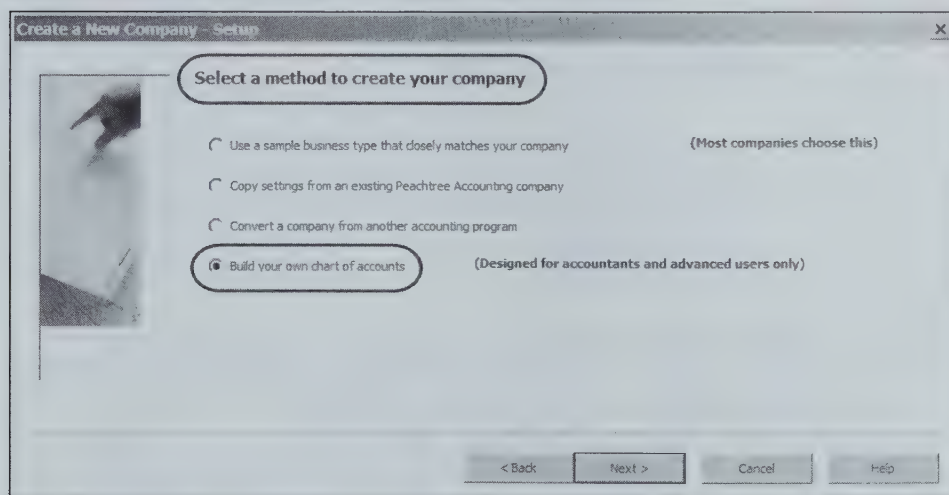 Create a New Company - Setup
Select a method to create your company
Use a sample business type that closely matches your company (Most companies choose this)
Copy settings from an existing Peachtree Accounting company
Convert a company from another accounting program
Build your own chart of accounts (Designed for accountants and advanced users only)
< Back Next > Cancel Help